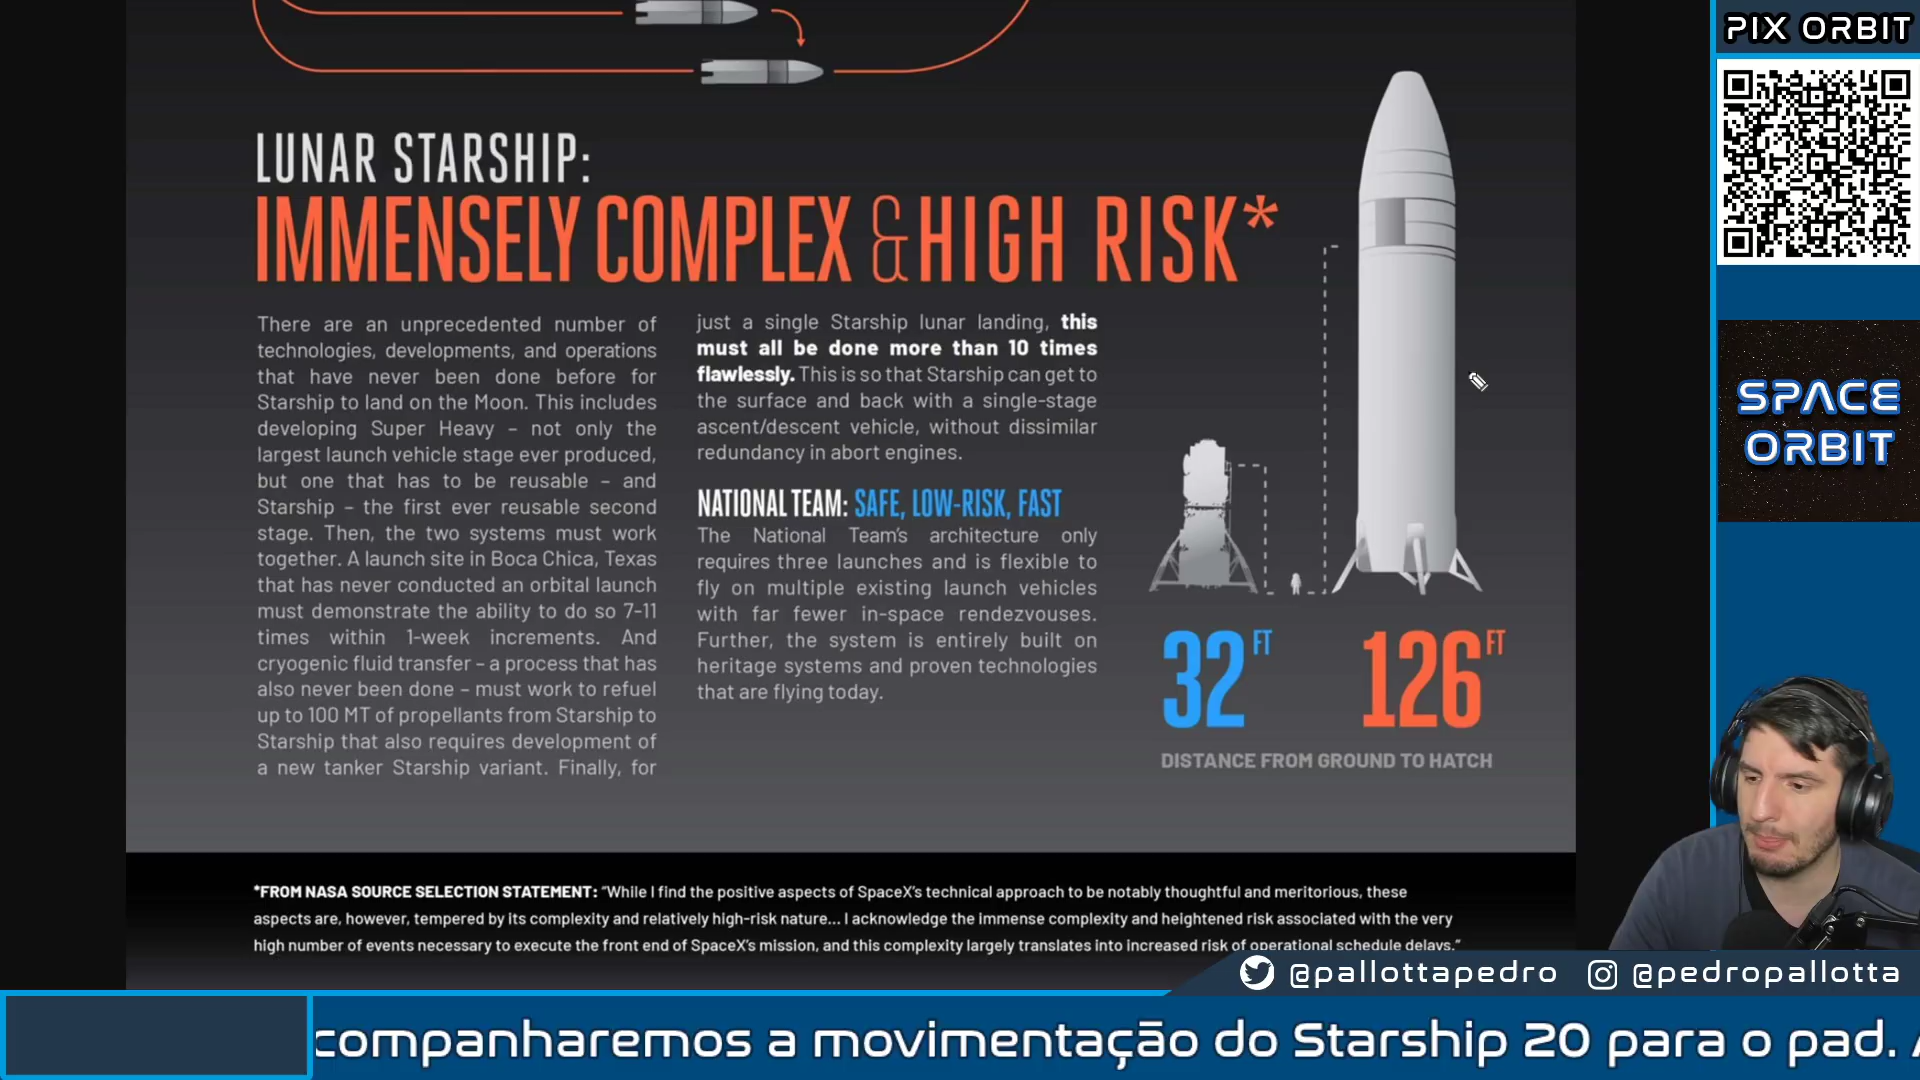 PIX ORBIT
LUNAR STARSHIP:
IMMENSELY COMPLEX & HIGH RISK*
There are an unprecedented number of
technologies, developments, and operations
that have never been done before for
Starship to land on the Moon. This includes
developing Super Heavy – not only the
largest launch vehicle stage ever produced,
but one that has to be reusable – and
Starship – the first ever reusable second
stage. Then, the two systems must work
together. A launch site in Boca Chica, Texas
that has never conducted an orbital launch
must demonstrate the ability to do so 7-11
times within 1-week increments. And
cryogenic fluid transfer – a process that has
also never been done – must work to refuel
up to 100 MT of propellants from Starship to
Starship that also requires development of
a new tanker Starship variant. Finally, for
just a single Starship lunar landing, this
must all be done more than 10 times
flawlessly. This is so that Starship can get to
the surface and back with a single-stage
ascent/descent vehicle, without dissimilar
redundancy in abort engines.
NATIONAL TEAM: SAFE, LOW-RISK, FAST
The National Team's architecture only
requires three launches and is flexible to
fly on multiple existing launch vehicles
with far fewer in-space rendezvouses.
Further, the system is entirely built on
heritage systems and proven technologies
that are flying today.
32 FT 126 FT
DISTANCE FROM GROUND TO HATCH
SPACE
ORBIT
*FROM NASA SOURCE SELECTION STATEMENT: "While I find the positive aspects of SpaceX's technical approach to be notably thoughtful and meritorious, these
aspects are, however, tempered by its complexity and relatively high-risk nature... I acknowledge the immense complexity and heightened risk associated with the very
high number of events necessary to execute the front end of SpaceX's mission, and this complexity largely translates into increased risk of operational schedule delays."
@pallottapedro @pedropallotta
companharemos a movimentação do Starship 20 para o pad. A